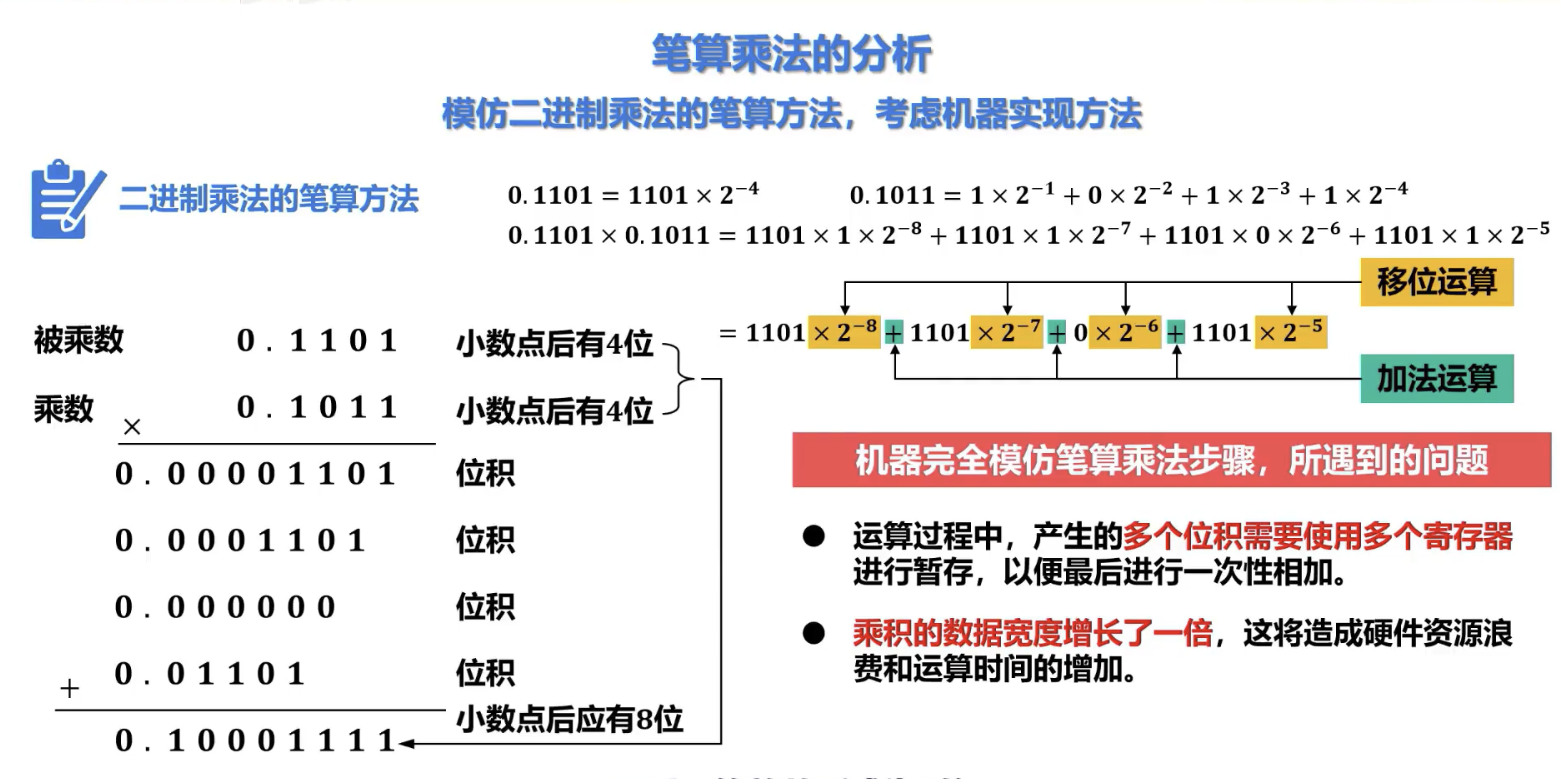 笔算乘法的分析
模仿二进制乘法的笔算方法，考虑机器实现方法
二进制乘法的笔算方法
0.1101 = 1101 × 2⁻⁴
0.1011 = 1 × 2⁻¹ + 0 × 2⁻² + 1 × 2⁻³ + 1 × 2⁻⁴
0.1101 × 0.1011 = 1101 × 1 × 2⁻⁸ + 1101 × 1 × 2⁻⁷ + 1101 × 0 × 2⁻⁶ + 1101 × 1 × 2⁻⁵
移位运算
= 1101 × 2⁻⁸ + 1101 × 2⁻⁷ + 0 × 2⁻⁶ + 1101 × 2⁻⁵
加法运算
被乘数 0.1101 小数点后有4位
乘数 × 0.1011 小数点后有4位
0.00001101 位积
0.0001101 位积
0.000000 位积
+ 0.01101 位积
小数点后应有8位
0.10001111
机器完全模仿笔算乘法步骤，所遇到的问题
● 运算过程中，产生的多个位积需要使用多个寄存器
进行暂存，以便最后进行一次性相加。
● 乘积的数据宽度增长了一倍，这将造成硬件资源浪
费和运算时间的增加。